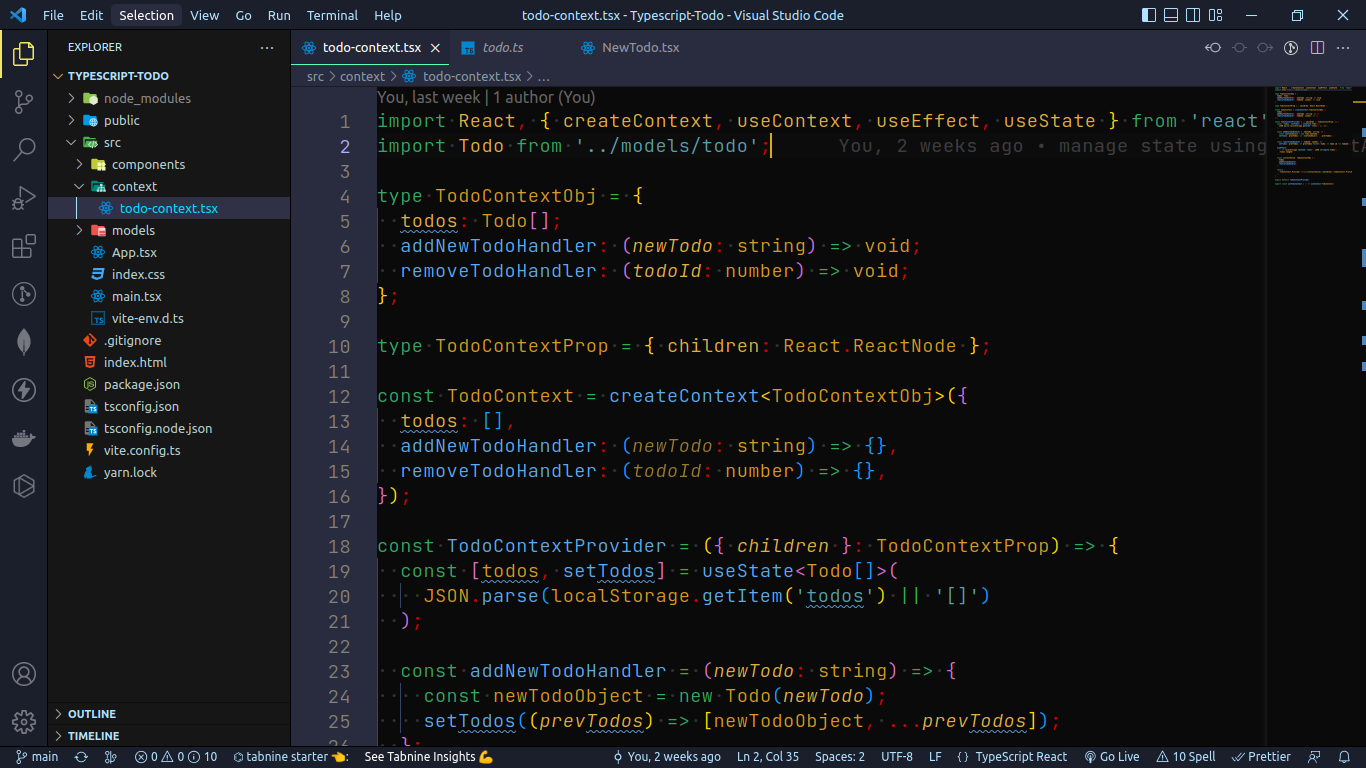 File Edit Selection View Go Run Terminal Help todo-context.tsx - Typescript-Todo - Visual Studio Code
EXPLORER
todo-context.tsx todo.ts NewTodo.tsx
TYPESCRIPT-TODO
node_modules
public
src
components
context
todo-context.tsx
models
App.tsx
index.css
main.tsx
vite-env.d.ts
.gitignore
index.html
package.json
tsconfig.json
tsconfig.node.json
vite.config.ts
yarn.lock
OUTLINE
TIMELINE
src > context > todo-context.tsx > ...
You, last week | 1 author (You)
1 import React, { createContext, useContext, useEffect, useState } from 'react'
2 import Todo from '../models/todo'; You, 2 weeks ago • manage state using
3
4 type TodoContextObj = {
5 todos: Todo[];
6 addNewTodoHandler: (newTodo: string) => void;
7 removeTodoHandler: (todoId: number) => void;
8 };
9
10 type TodoContextProp = { children: React.ReactNode };
11
12 const TodoContext = createContext<TodoContextObj>({
13 todos: [],
14 addNewTodoHandler: (newTodo: string) => {},
15 removeTodoHandler: (todoId: number) => {},
16 });
17
18 const TodoContextProvider = ({ children }: TodoContextProp) => {
19 const [todos, setTodos] = useState<Todo[]>(
20 JSON.parse(localStorage.getItem('todos') || '[]')
21 );
22
23 const addNewTodoHandler = (newTodo: string) => {
24 const newTodoObject = new Todo(newTodo);
25 setTodos((prevTodos) => [newTodoObject, ...prevTodos]);
26 };
main 0 0 10 tabnine starter See Tabnine Insights You, 2 weeks ago Ln 2, Col 35 Spaces: 2 UTF-8 LF { } TypeScript React Go Live 10 Spell Prettier